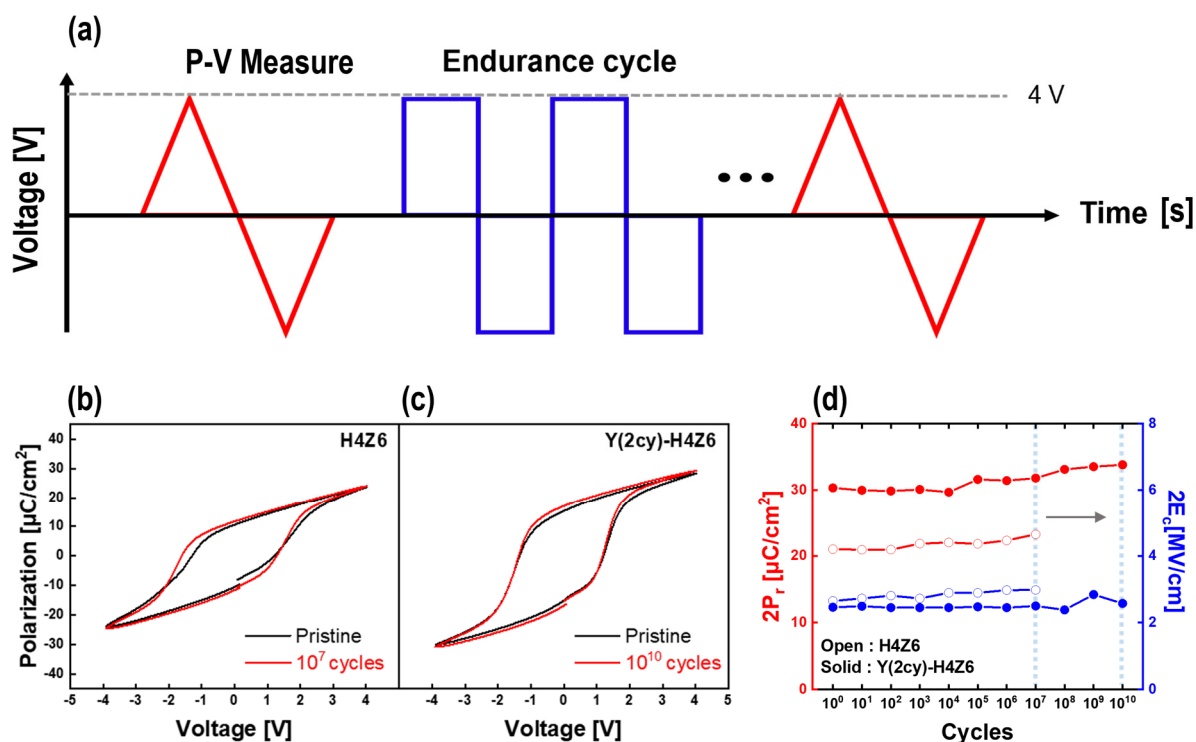 (a)
P-V Measure
Endurance cycle
4 V
Voltage [V]
Time [s]
(b)
(c)
(d)
H4Z6
Y(2cy)-H4Z6
Polarization [μC/cm²]
40
30
20
10
0
-10
-20
-30
-40
Pristine
10⁷ cycles
Pristine
10¹⁰ cycles
-5 -4 -3 -2 -1 0 1 2 3 4 5
-4 -3 -2 -1 0 1 2 3 4 5
Voltage [V]
Voltage [V]
2Pr [μC/cm²]
40
30
20
10
0
Open : H4Z6
Solid : Y(2cy)-H4Z6
10⁰ 10¹ 10² 10³ 10⁴ 10⁵ 10⁶ 10⁷ 10⁸ 10⁹ 10¹⁰
Cycles
8
6
4
2
0
2Ec[MV/cm]